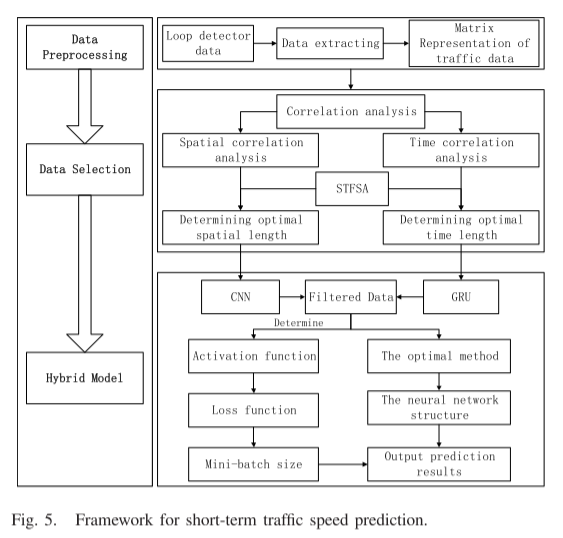 Data
Preprocessing
Data Selection
Hybrid Model
Loop detector
data
Data extracting
Matrix
Representation of
traffic data
Correlation analysis
Spatial correlation
analysis
Time correlation
analysis
STFSA
Determining optimal
spatial length
Determining optimal
time length
CNN
Filtered Data
GRU
Determine
Activation function
The optimal method
Loss function
The neural network
structure
Mini-batch size
Output prediction
results
Fig. 5. Framework for short-term traffic speed prediction.